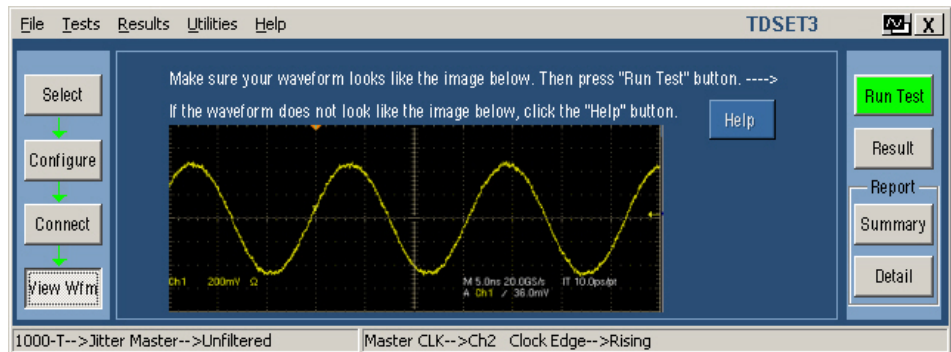 File Tests Results Utilities Help TDSET3 X
Select
Configure
Connect
View Wfm
Make sure your waveform looks like the image below. Then press "Run Test" button. ---->
If the waveform does not look like the image below, click the "Help" button.
Help
Ch1 200mV Ω
M 5.0ns 20.0GS/s IT 10.0ps/pt
A Ch1 / 36.0mV
Run Test
Result
Report
Summary
Detail
1000-T-->Jitter Master-->Unfiltered Master CLK-->Ch2 Clock Edge-->Rising